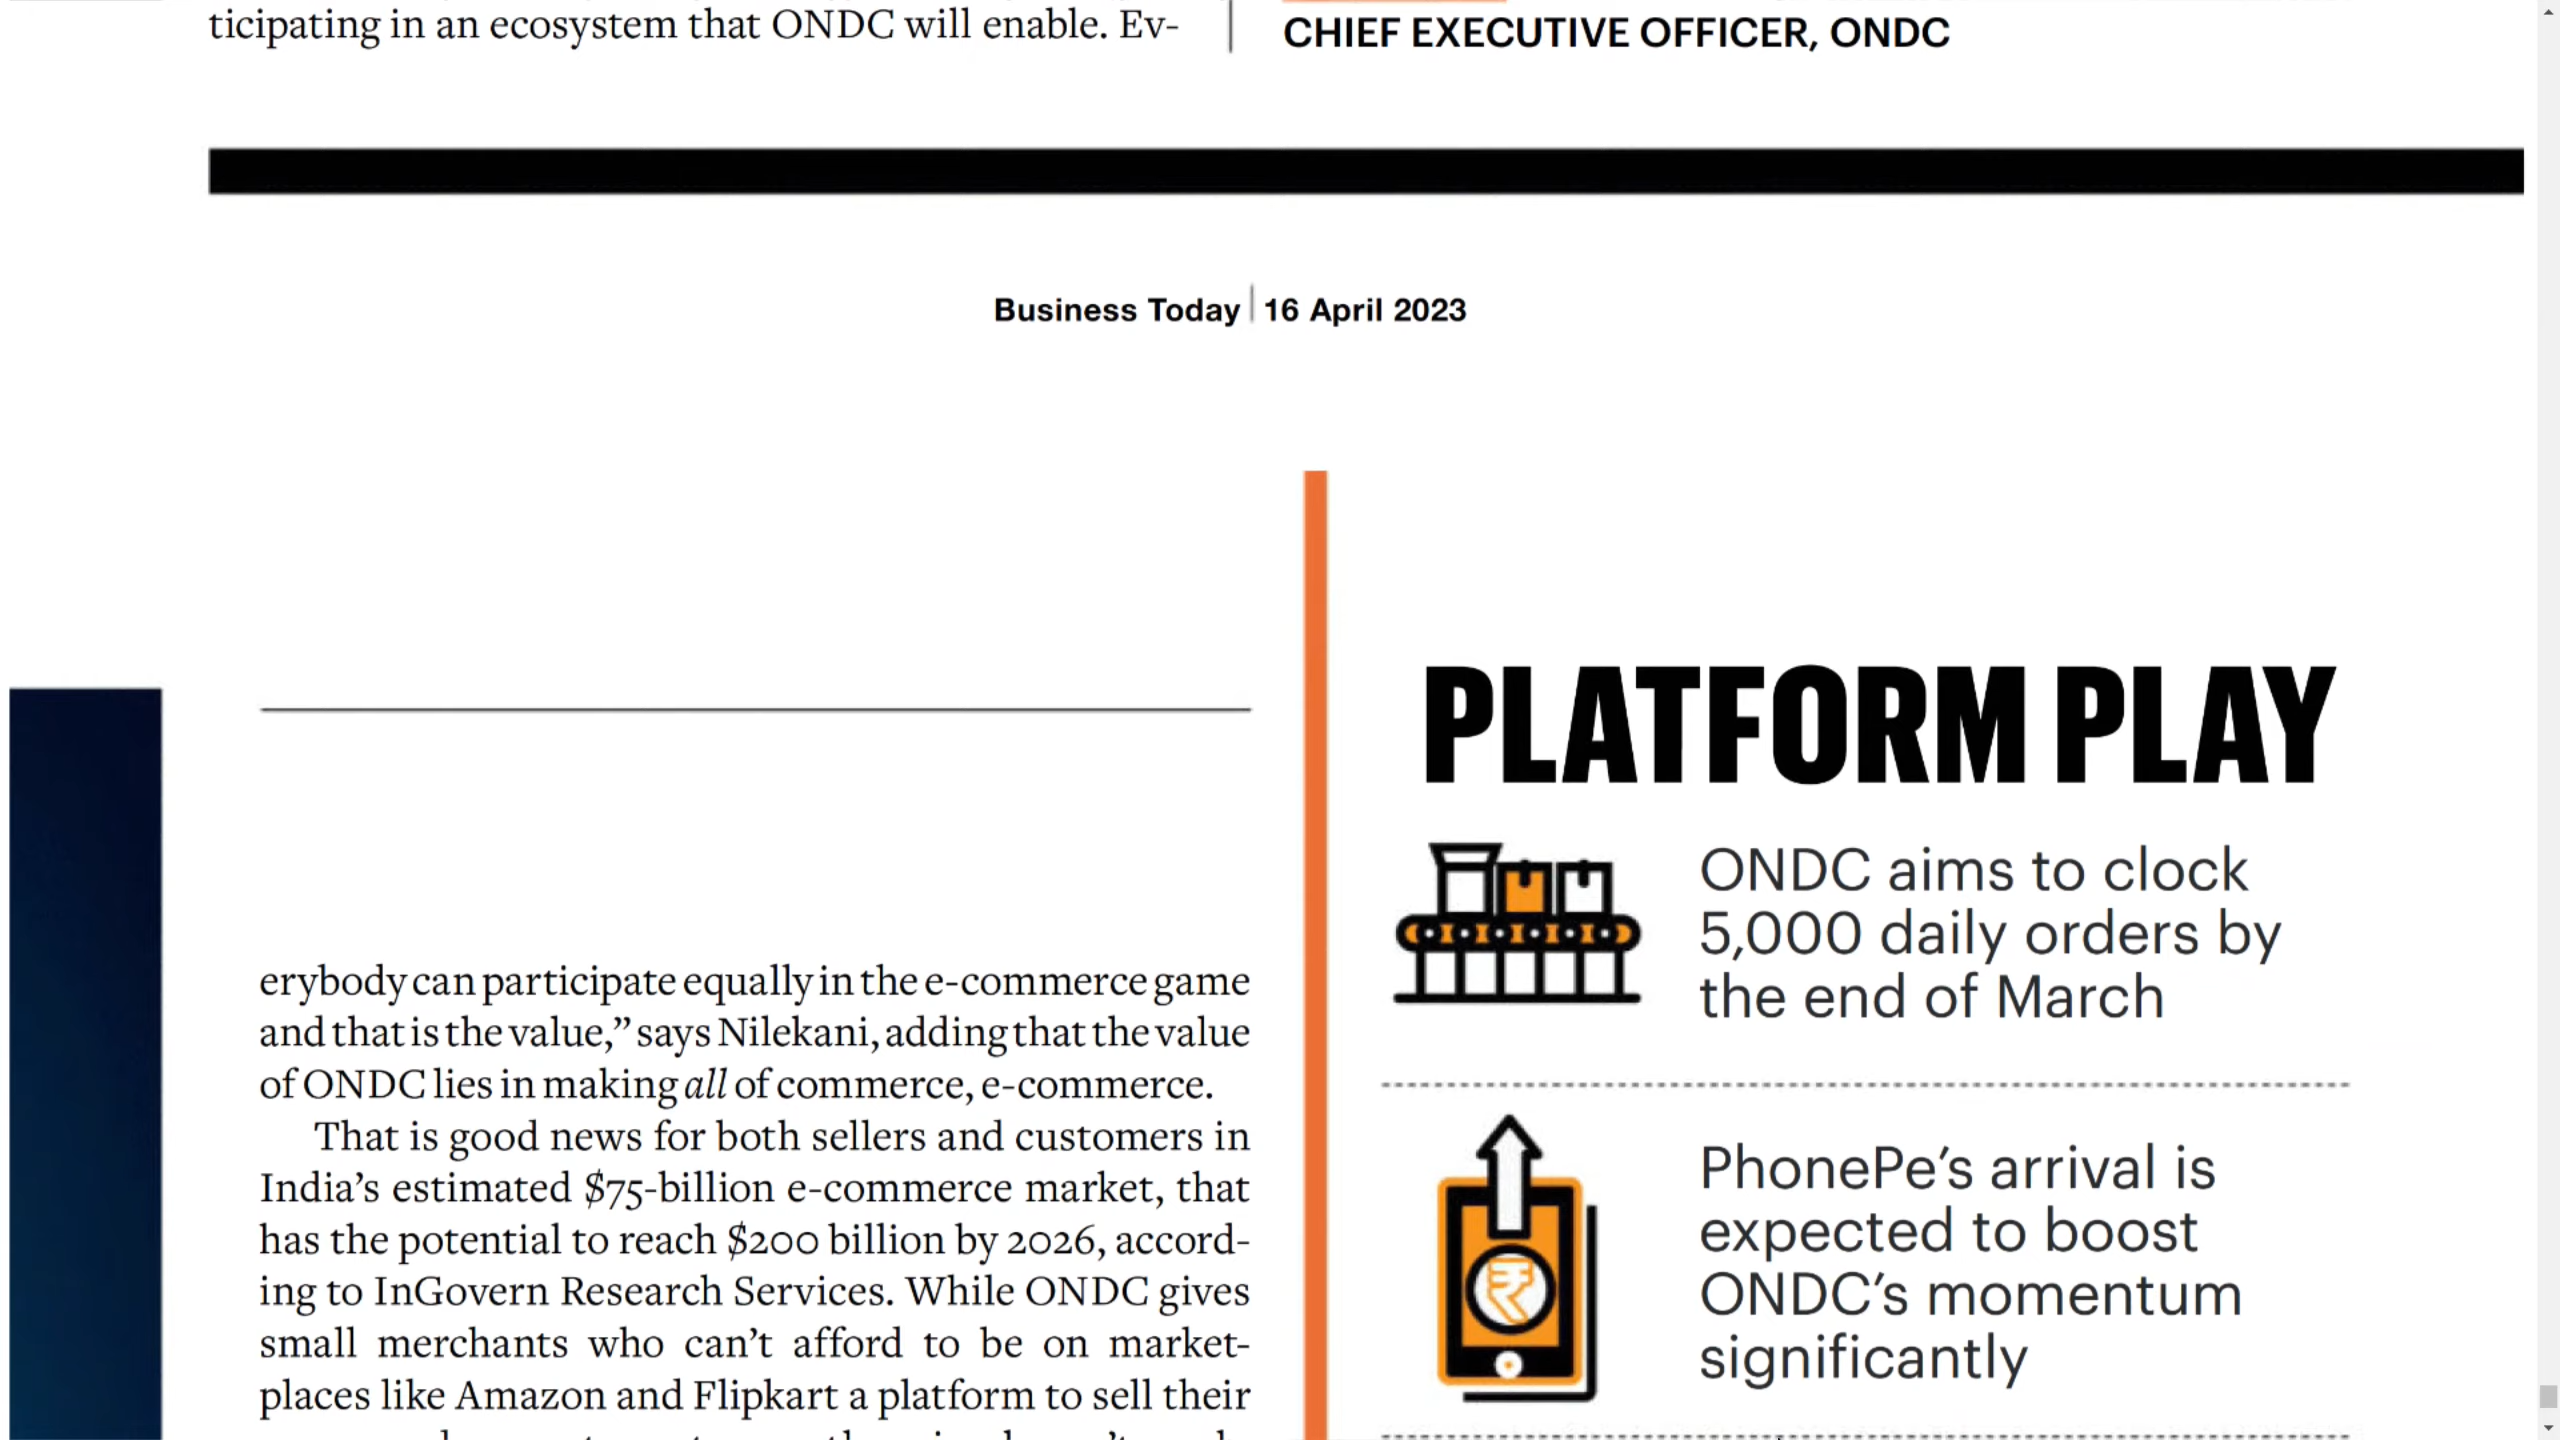 ticipating in an ecosystem that ONDC will enable. Ev-
CHIEF EXECUTIVE OFFICER, ONDC
Business Today | 16 April 2023
erybody can participate equally in the e-commerce game
and that is the value,” says Nilekani, adding that the value
of ONDC lies in making all of commerce, e-commerce.
That is good news for both sellers and customers in
India’s estimated $75-billion e-commerce market, that
has the potential to reach $200 billion by 2026, accord-
ing to InGovern Research Services. While ONDC gives
small merchants who can’t afford to be on market-
places like Amazon and Flipkart a platform to sell their
PLATFORM PLAY
ONDC aims to clock
5,000 daily orders by
the end of March
PhonePe’s arrival is
expected to boost
ONDC’s momentum
significantly